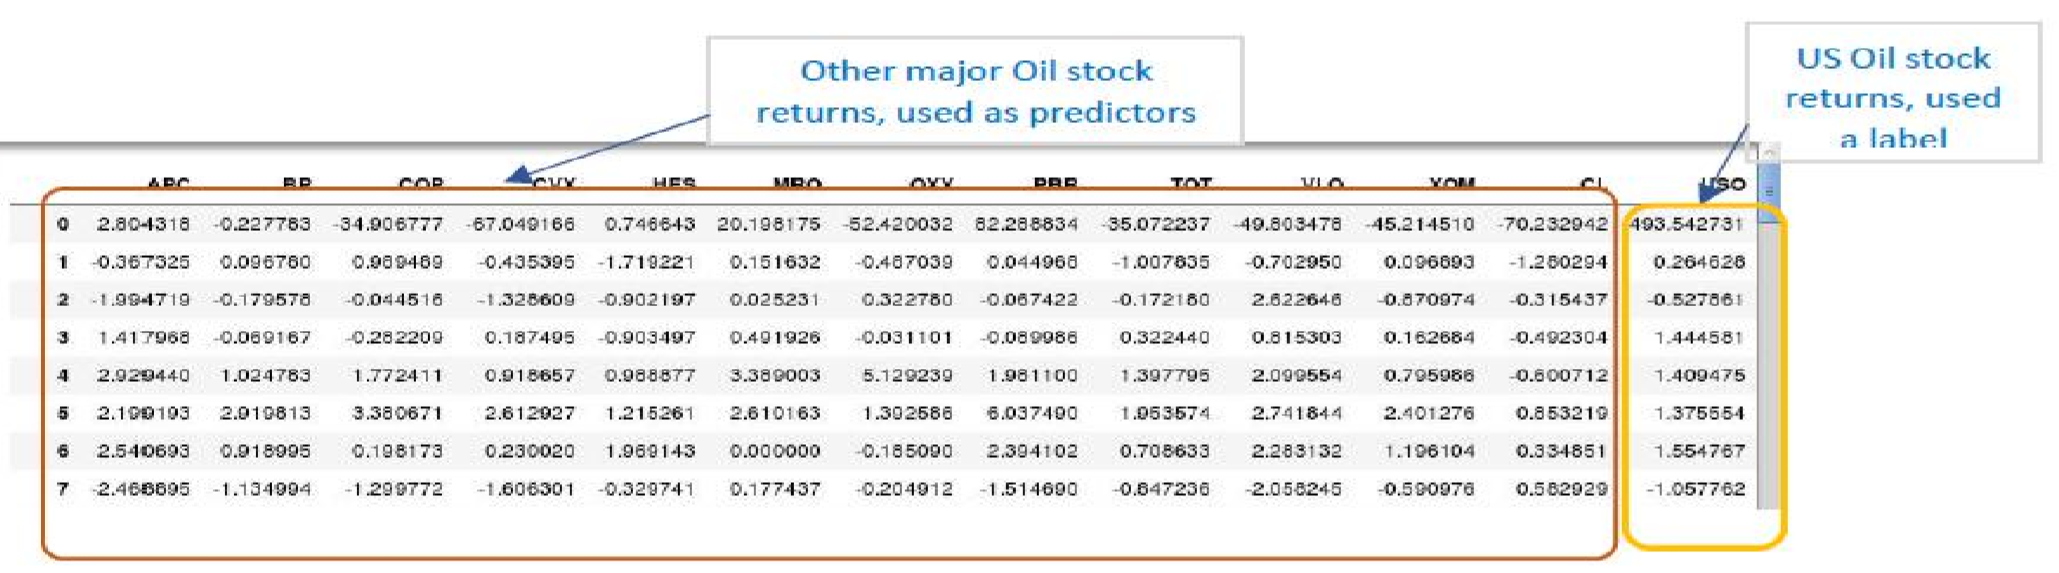 Other major Oil stock
returns, used as predictors
US Oil stock
returns, used
a label
APC BP COP CVX HES MRO OXY PBR TOT VLO XOM CL USO
0 2.804318 -0.227783 -34.906777 -67.049166 0.746643 20.198175 -52.420032 82.288834 -35.072237 -49.803478 -45.214510 -70.232942 493.542731
1 -0.367325 0.096780 0.989489 -0.435395 -1.719221 0.151632 -0.467039 0.044966 -1.007835 -0.702950 0.096893 -1.280294 0.264628
2 -1.994719 -0.179578 -0.044516 -1.328609 -0.902197 0.025231 0.322780 -0.067422 -0.172180 2.622646 -0.870974 -0.315437 -0.527861
3 1.417968 -0.069167 -0.282209 0.187495 -0.903497 0.491926 -0.031101 -0.089986 0.322440 0.815303 0.162684 -0.492304 1.444581
4 2.929440 1.024783 1.772411 0.918657 0.988877 3.389003 5.129239 1.981100 1.397795 2.099554 0.795986 -0.600712 1.409475
5 2.199193 2.919813 3.380671 2.612927 1.215261 2.610163 1.392586 6.037490 1.953574 2.741844 2.401276 0.853219 1.375554
6 2.540693 0.918995 0.198173 0.230020 1.969143 0.000000 -0.185090 2.394102 0.708633 2.283132 1.196104 0.334851 1.554767
7 -2.468895 -1.134994 -1.299772 -1.606301 -0.329741 0.177437 -0.204912 -1.514690 -0.847236 -2.058245 -0.590976 0.582929 -1.057762